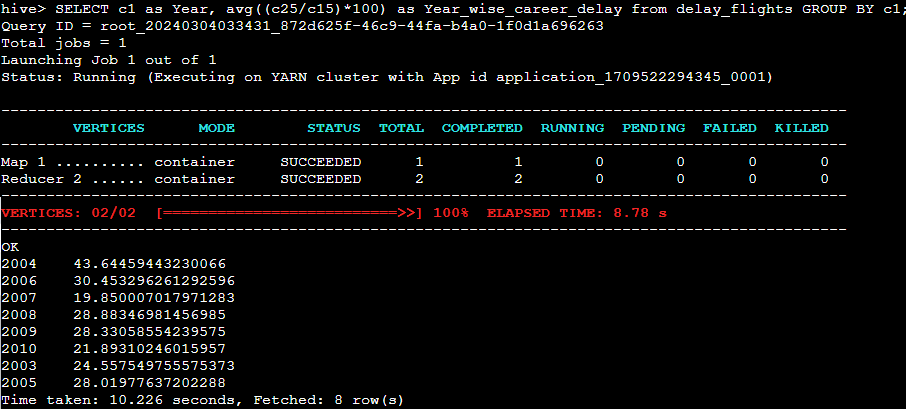 hive> SELECT c1 as Year, avg((c25/c15)*100) as Year_wise_career_delay from delay_flights GROUP BY c1;
Query ID = root_20240304033431_872d625f-46c9-44fa-b4a0-1f0d1a696263
Total jobs = 1
Launching Job 1 out of 1
Status: Running (Executing on YARN cluster with App id application_1709522294345_0001)
--------------------------------------------------------------------------------
VERTICES MODE STATUS TOTAL COMPLETED RUNNING PENDING FAILED KILLED
--------------------------------------------------------------------------------
Map 1 .......... container SUCCEEDED 1 1 0 0 0 0
Reducer 2 ...... container SUCCEEDED 2 2 0 0 0 0
--------------------------------------------------------------------------------
VERTICES: 02/02 [==========================>>] 100% ELAPSED TIME: 8.78 s
--------------------------------------------------------------------------------
OK
2004 43.64459443230066
2006 30.453296261292596
2007 19.850007017971283
2008 28.88346981456985
2009 28.33058554239575
2010 21.89310246015957
2003 24.557549755575373
2005 28.01977637202288
Time taken: 10.226 seconds, Fetched: 8 row(s)